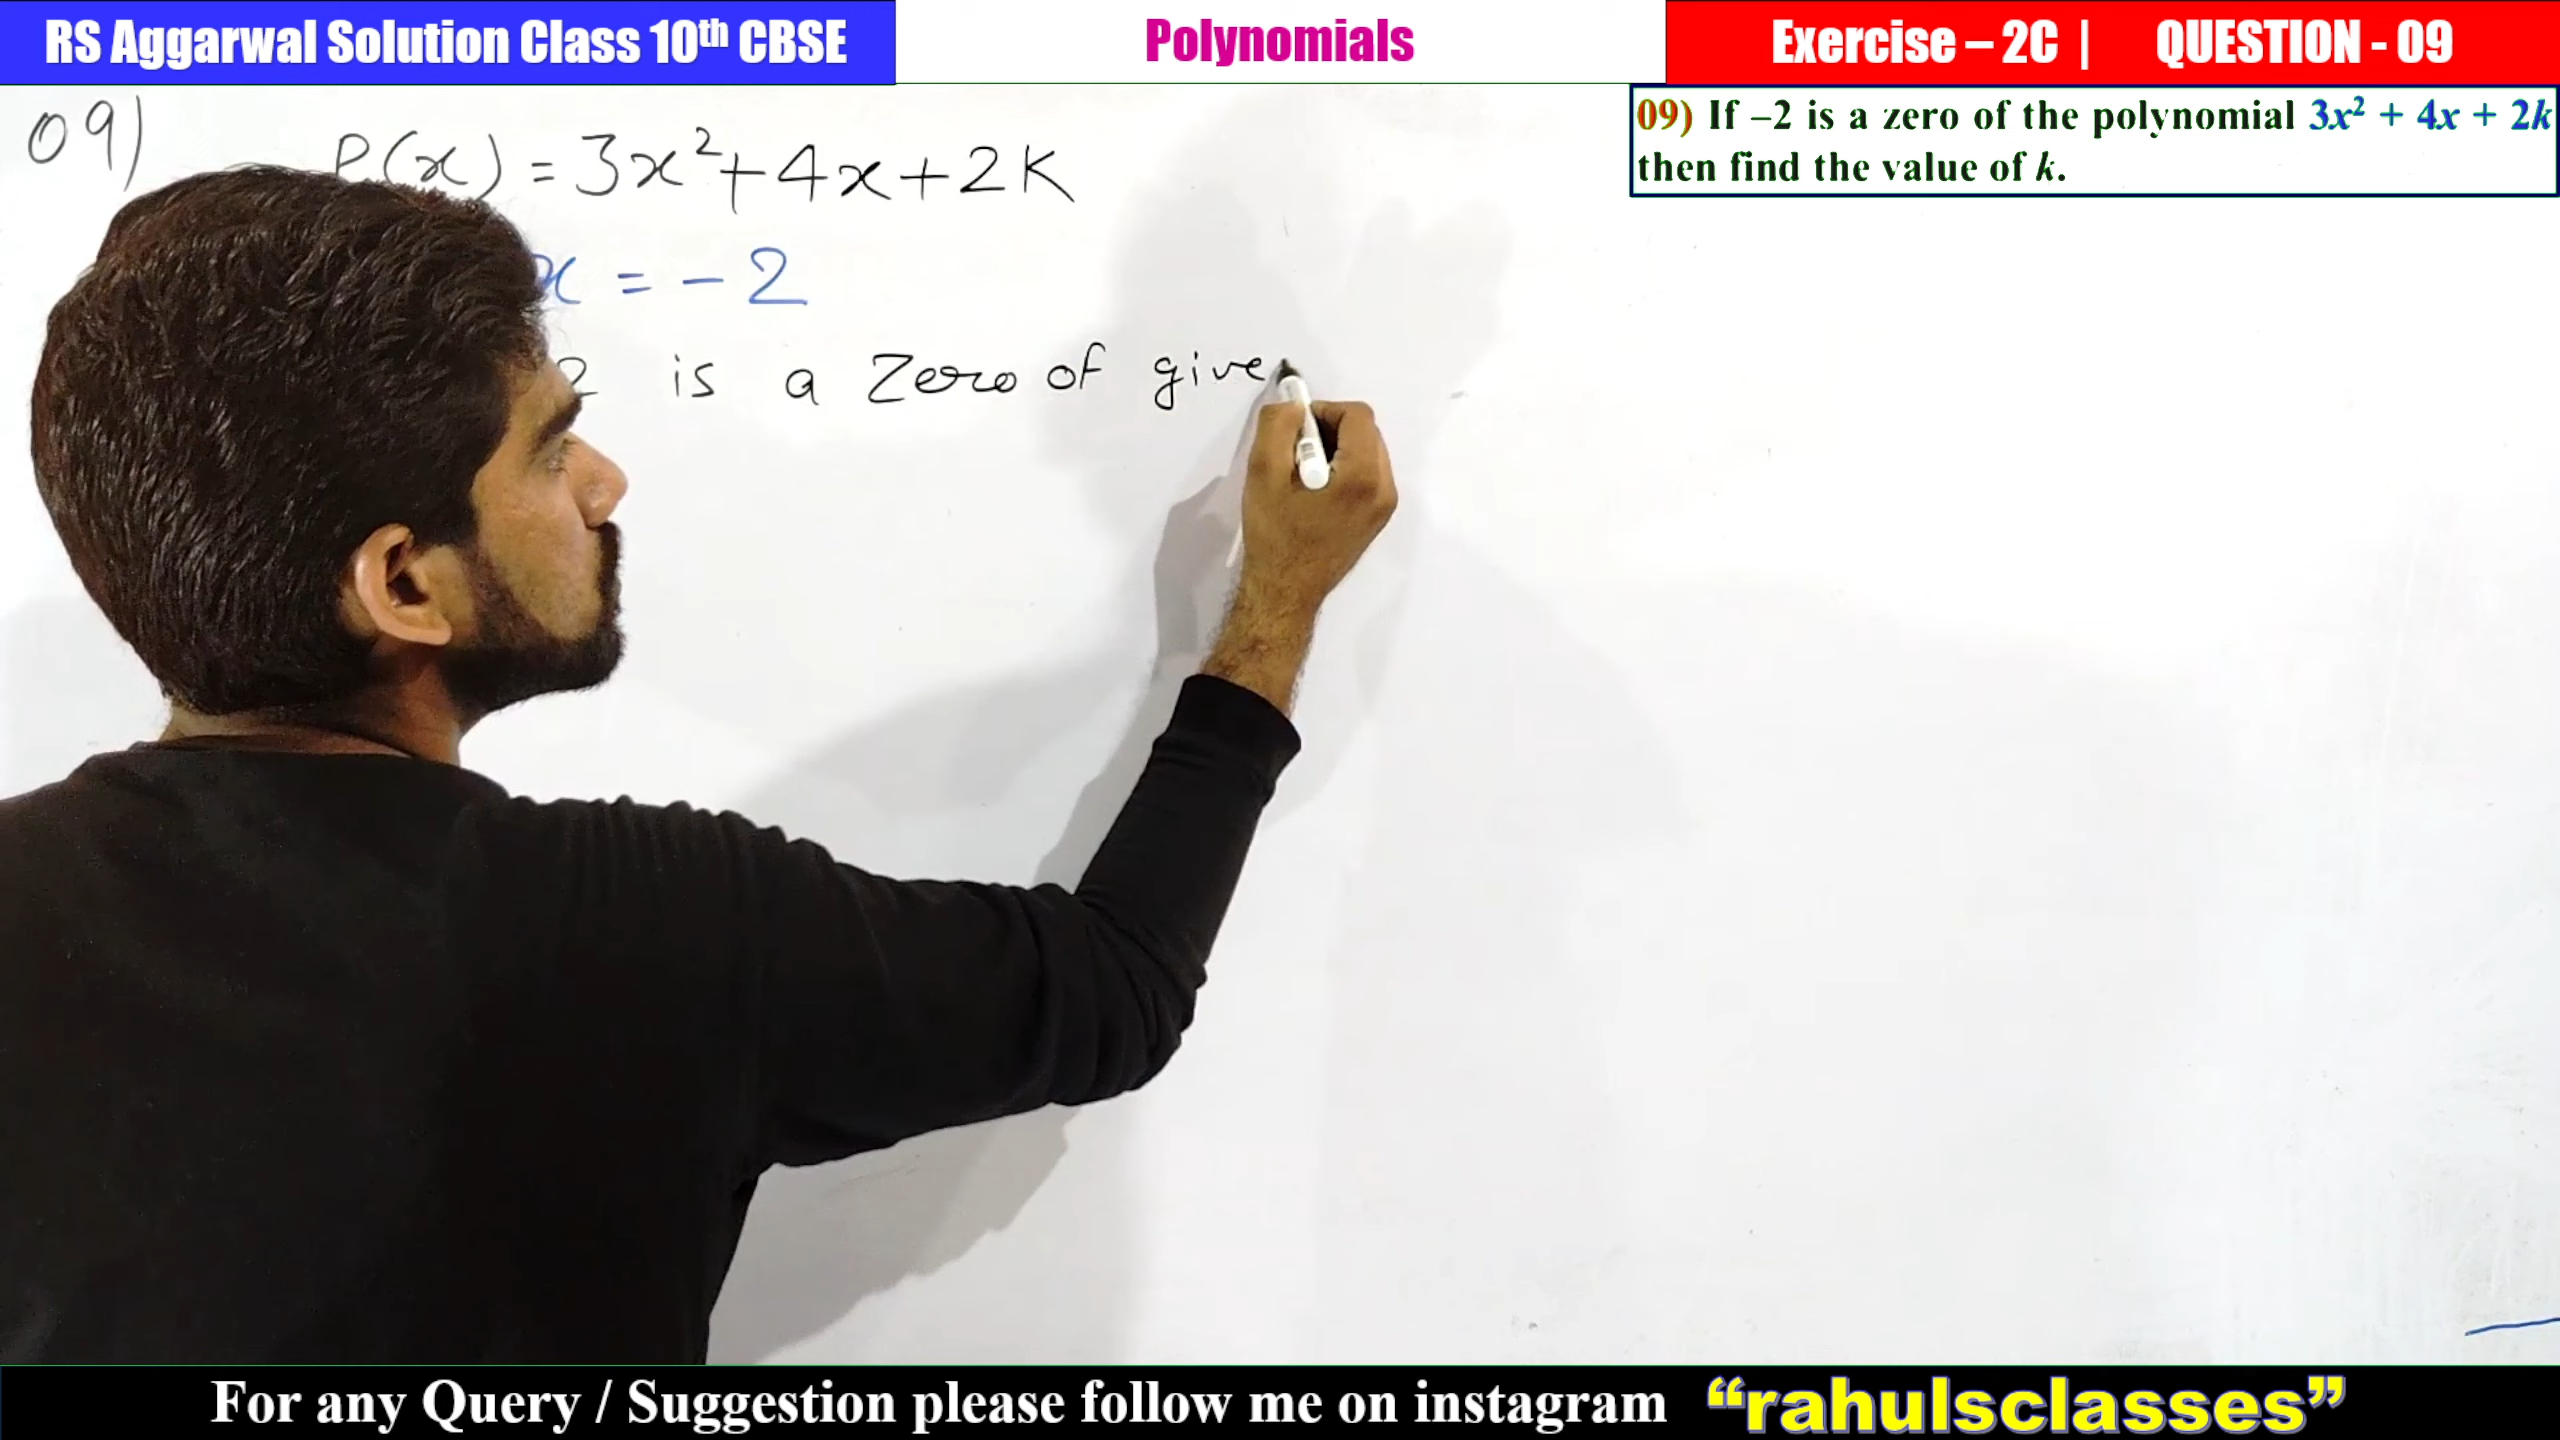 RS Aggarwal Solution Class 10th CBSE
Polynomials
Exercise – 2C | QUESTION - 09
09) If –2 is a zero of the polynomial 3x² + 4x + 2k
then find the value of k.
09)
P(x) = 3x² + 4x + 2K
x = -2
2 is a Zero of give
For any Query / Suggestion please follow me on instagram “rahulsclasses”